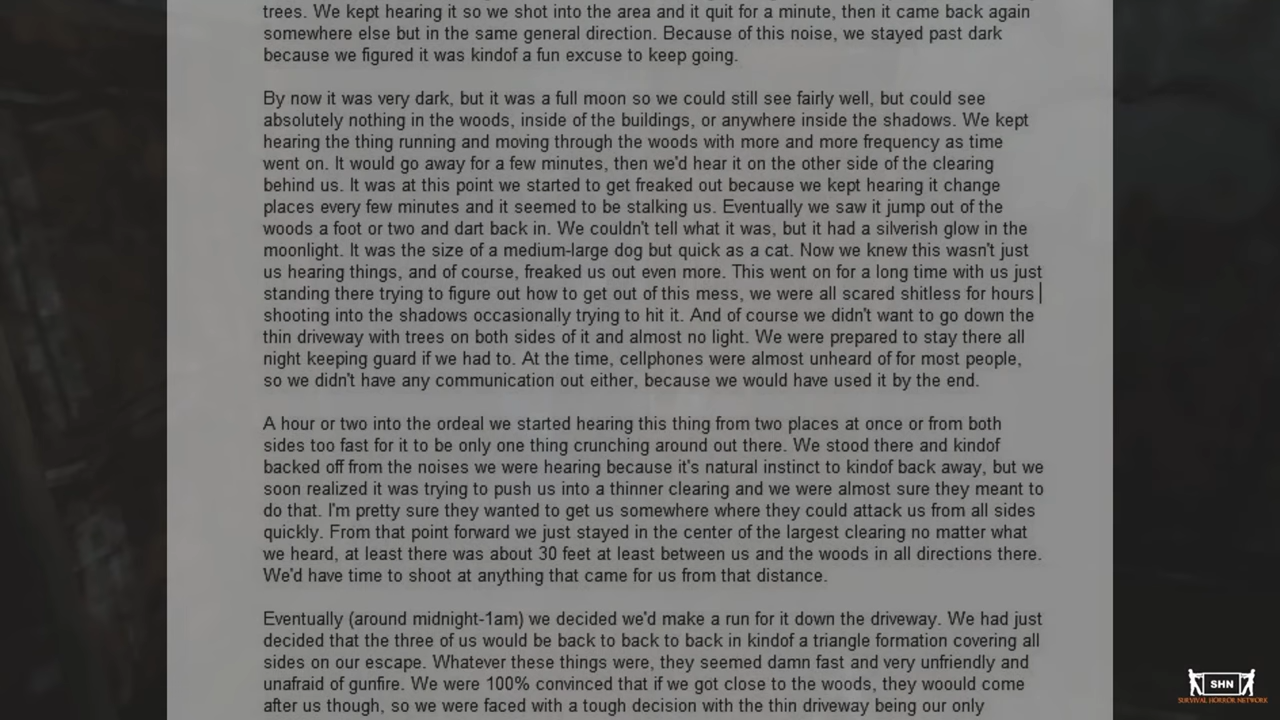 trees. We kept hearing it so we shot into the area and it quit for a minute, then it came back again
somewhere else but in the same general direction. Because of this noise, we stayed past dark
because we figured it was kindof a fun excuse to keep going.
By now it was very dark, but it was a full moon so we could still see fairly well, but could see
absolutely nothing in the woods, inside of the buildings, or anywhere inside the shadows. We kept
hearing the thing running and moving through the woods with more and more frequency as time
went on. It would go away for a few minutes, then we'd hear it on the other side of the clearing
behind us. It was at this point we started to get freaked out because we kept hearing it change
places every few minutes and it seemed to be stalking us. Eventually we saw it jump out of the
woods a foot or two and dart back in. We couldn't tell what it was, but it had a silverish glow in the
moonlight. It was the size of a medium-large dog but quick as a cat. Now we knew this wasn't just
us hearing things, and of course, freaked us out even more. This went on for a long time with us just
standing there trying to figure out how to get out of this mess, we were all scared shitless for hours
shooting into the shadows occasionally trying to hit it. And of course we didn't want to go down the
thin driveway with trees on both sides of it and almost no light. We were prepared to stay there all
night keeping guard if we had to. At the time, cellphones were almost unheard of for most people,
so we didn't have any communication out either, because we would have used it by the end.
A hour or two into the ordeal we started hearing this thing from two places at once or from both
sides too fast for it to be only one thing crunching around out there. We stood there and kindof
backed off from the noises we were hearing because it's natural instinct to kindof back away, but we
soon realized it was trying to push us into a thinner clearing and we were almost sure they meant to
do that. I'm pretty sure they wanted to get us somewhere where they could attack us from all sides
quickly. From that point forward we just stayed in the center of the largest clearing no matter what
we heard, at least there was about 30 feet at least between us and the woods in all directions there.
We'd have time to shoot at anything that came for us from that distance.
Eventually (around midnight-1am) we decided we'd make a run for it down the driveway. We had just
decided that the three of us would be back to back to back in kindof a triangle formation covering all
sides on our escape. Whatever these things were, they seemed damn fast and very unfriendly and
unafraid of gunfire. We were 100% convinced that if we got close to the woods, they woould come
after us though, so we were faced with a tough decision with the thin driveway being our only
SHN
SURVIVAL HORROR NETWORK